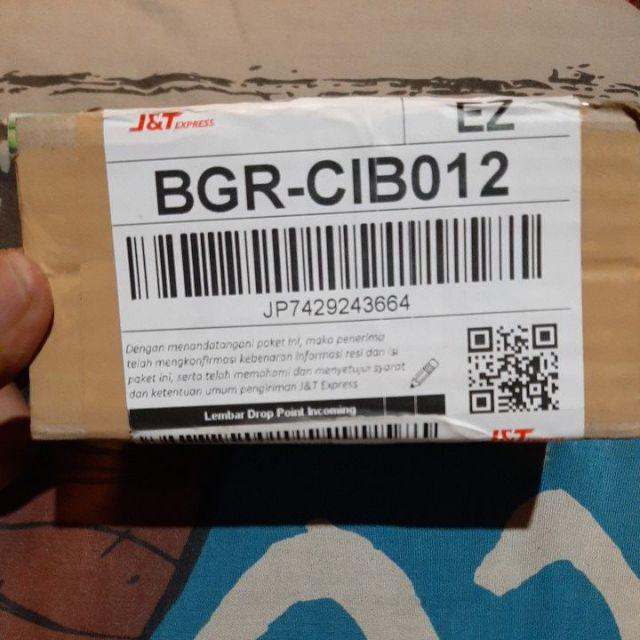 J&T EXPRESS
EZ
BGR-CIB012
JP7429243664
Dengan menandatangani paket ini, maka penerima
telah mengkonfirmasi kebenaran informasi resi dan isi
paket ini, serta telah memahami dan menyetujui syarat
dan ketentuan umum pengiriman J&T Express
Lembar Drop Point Incoming
J&T